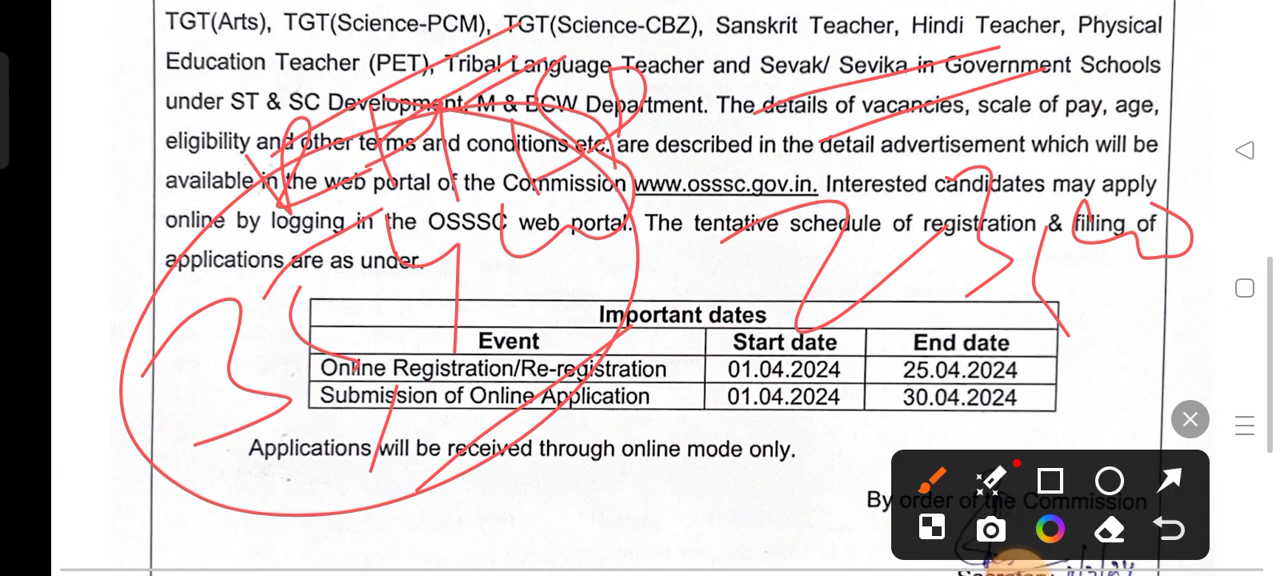 TGT(Arts), TGT(Science-PCM), TGT(Science-CBZ), Sanskrit Teacher, Hindi Teacher, Physical
Education Teacher (PET), Tribal Language Teacher and Sevak/ Sevika in Government Schools
under ST & SC Development, M & BCW Department. The details of vacancies, scale of pay, age,
eligibility and other terms and conditions etc. are described in the detail advertisement which will be
available in the web portal of the Commission www.osssc.gov.in. Interested candidates may apply
online by logging in the OSSSC web portal. The tentative schedule of registration & filling of
applications are as under.
Important dates
Event Start date End date
Online Registration/Re-registration 01.04.2024 25.04.2024
Submission of Online Application 01.04.2024 30.04.2024
Applications will be received through online mode only.
By order of the Commission